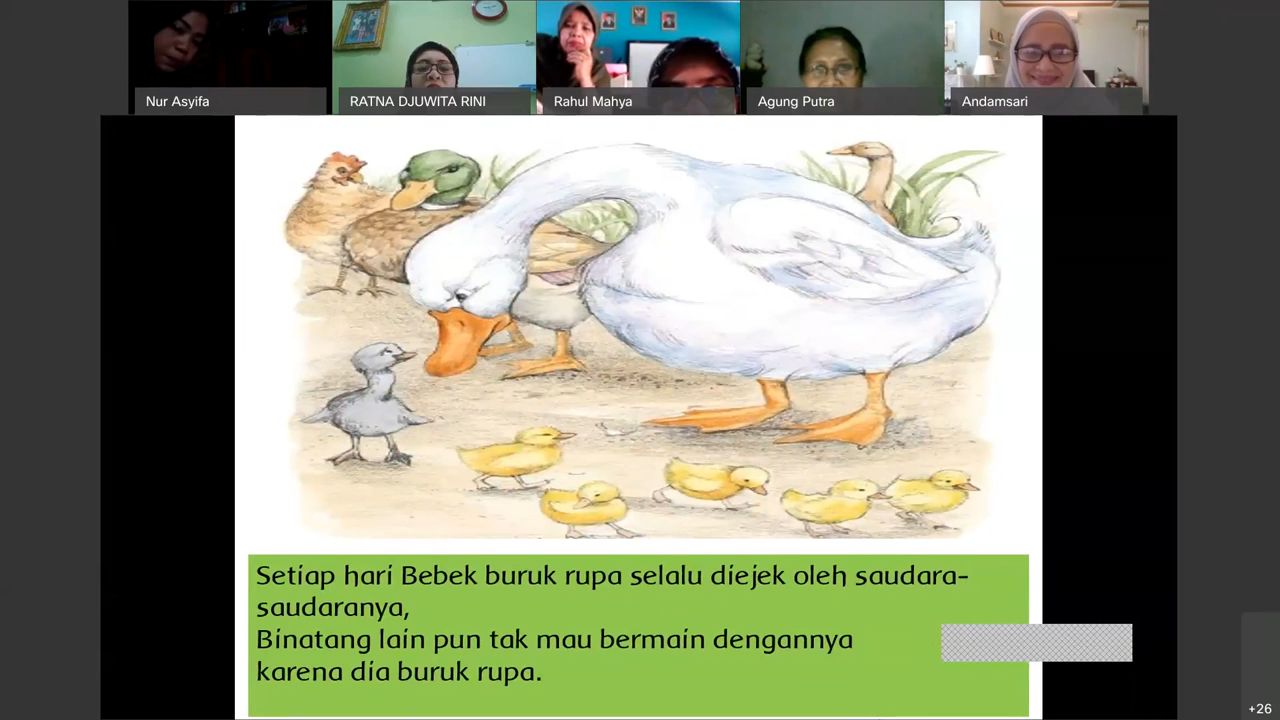 Nur Asyifa
RATNA DJUWITA RINI
Rahul Mahya
Agung Putra
Andamsari
Setiap hari Bebek buruk rupa selalu diejek oleh saudara-
saudaranya,
Binatang lain pun tak mau bermain dengannya
karena dia buruk rupa.
+26